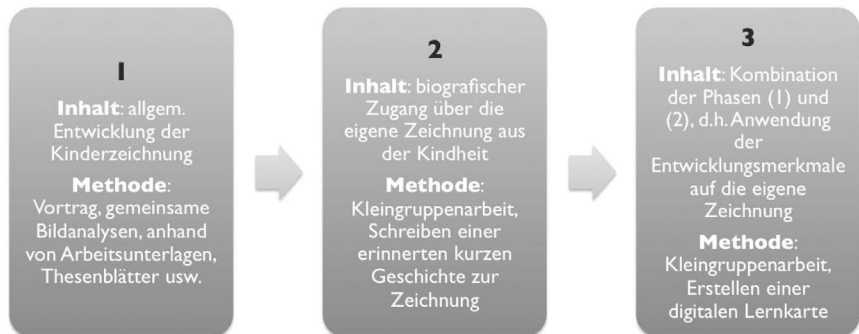 1
Inhalt: allgem.
Entwicklung der
Kinderzeichnung
Methode:
Vortrag, gemeinsame
Bildanalysen, anhand
von Arbeitsunterlagen,
Thesenblätter usw.
2
Inhalt: biografischer
Zugang über die
eigene Zeichnung aus
der Kindheit
Methode:
Kleingruppenarbeit,
Schreiben einer
erinnerten kurzen
Geschichte zur
Zeichnung
3
Inhalt: Kombination
der Phasen (1) und
(2), d.h. Anwendung
der
Entwicklungsmerkmale
auf die eigene
Zeichnung
Methode:
Kleingruppenarbeit,
Erstellen einer
digitalen Lernkarte